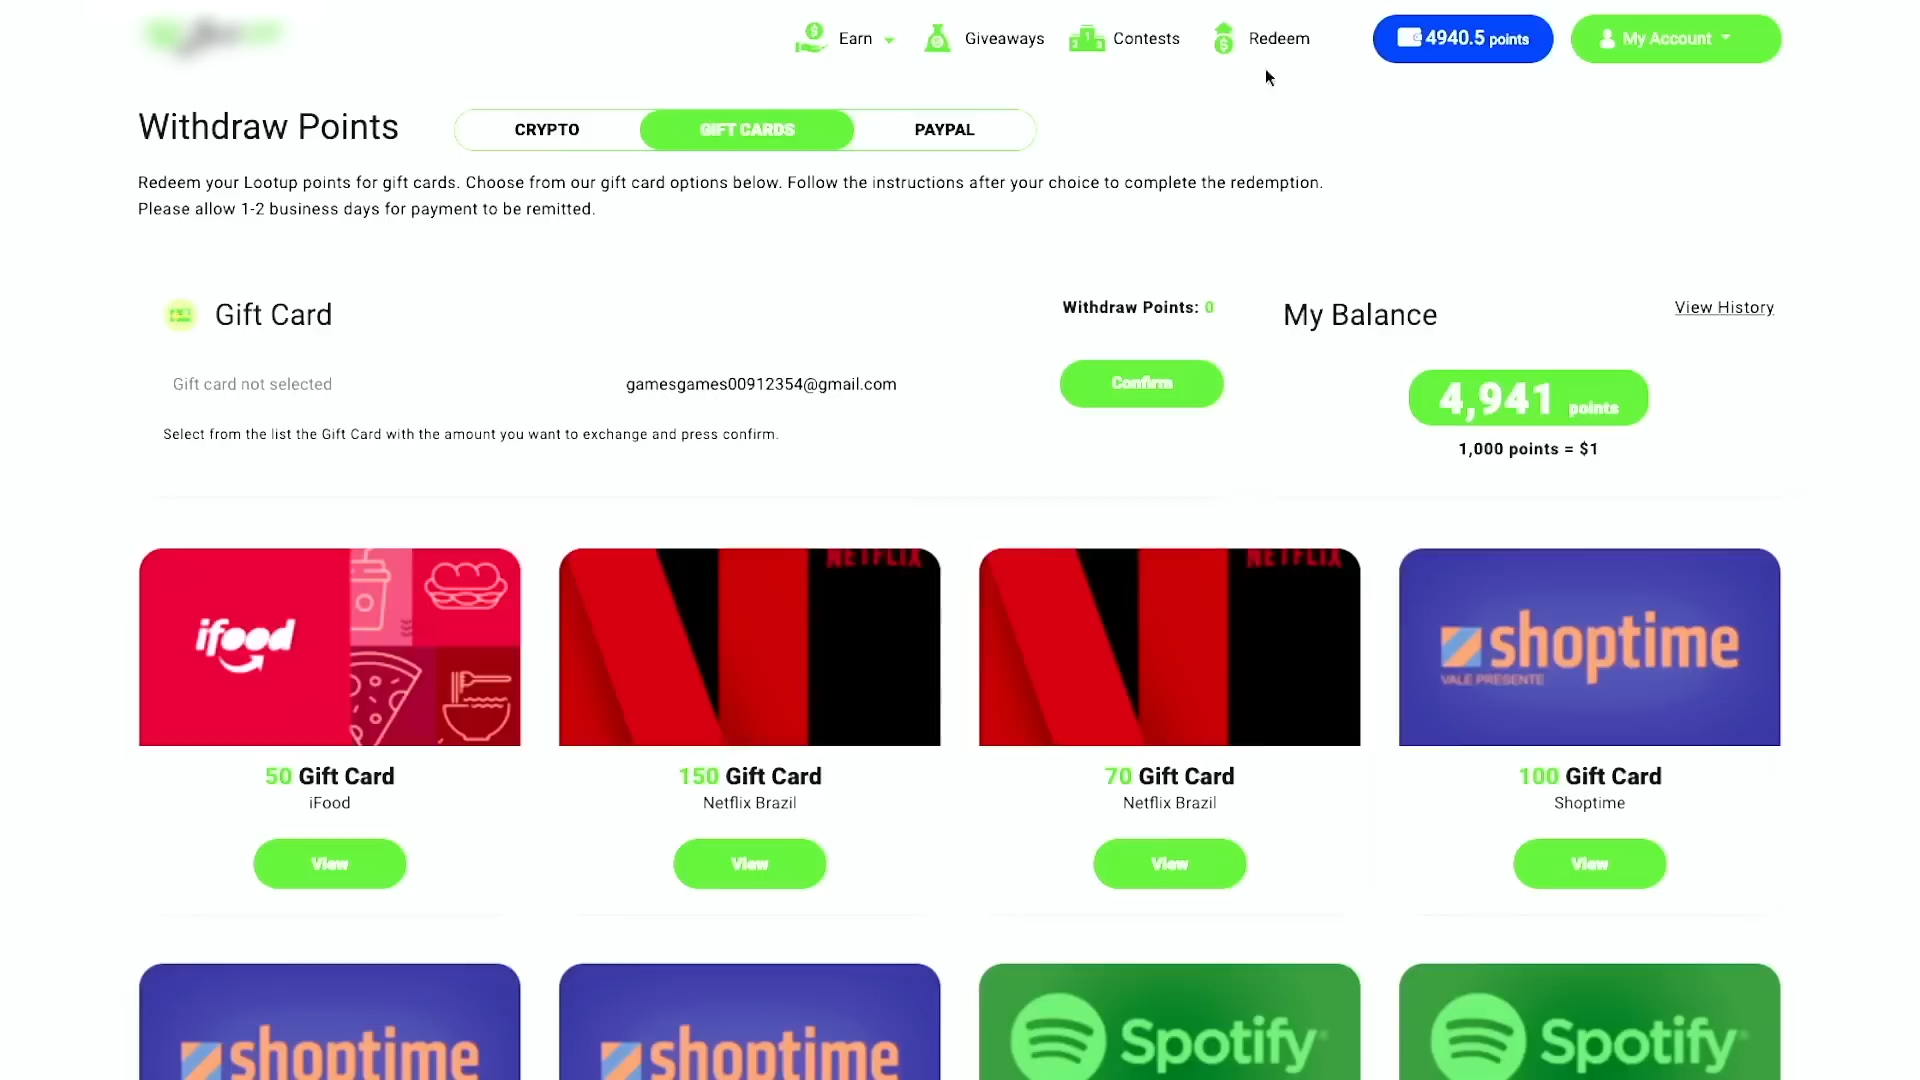 Earn
Giveaways
Contests
Redeem
4940.5 points
My Account
Withdraw Points
CRYPTO
GIFT CARDS
PAYPAL
Redeem your Lootup points for gift cards. Choose from our gift card options below. Follow the instructions after your choice to complete the redemption.
Please allow 1-2 business days for payment to be remitted.
Gift Card
Withdraw Points: 0
Gift card not selected
gamesgames00912354@gmail.com
Confirm
Select from the list the Gift Card with the amount you want to exchange and press confirm.
My Balance
View History
4,941 points
1,000 points = $1
ifood
NETFLIX
NETFLIX
shoptime
VALE PRESENTE
50 Gift Card
iFood
View
150 Gift Card
Netflix Brazil
View
70 Gift Card
Netflix Brazil
View
100 Gift Card
Shoptime
View
shoptime
shoptime
Spotify
Spotify